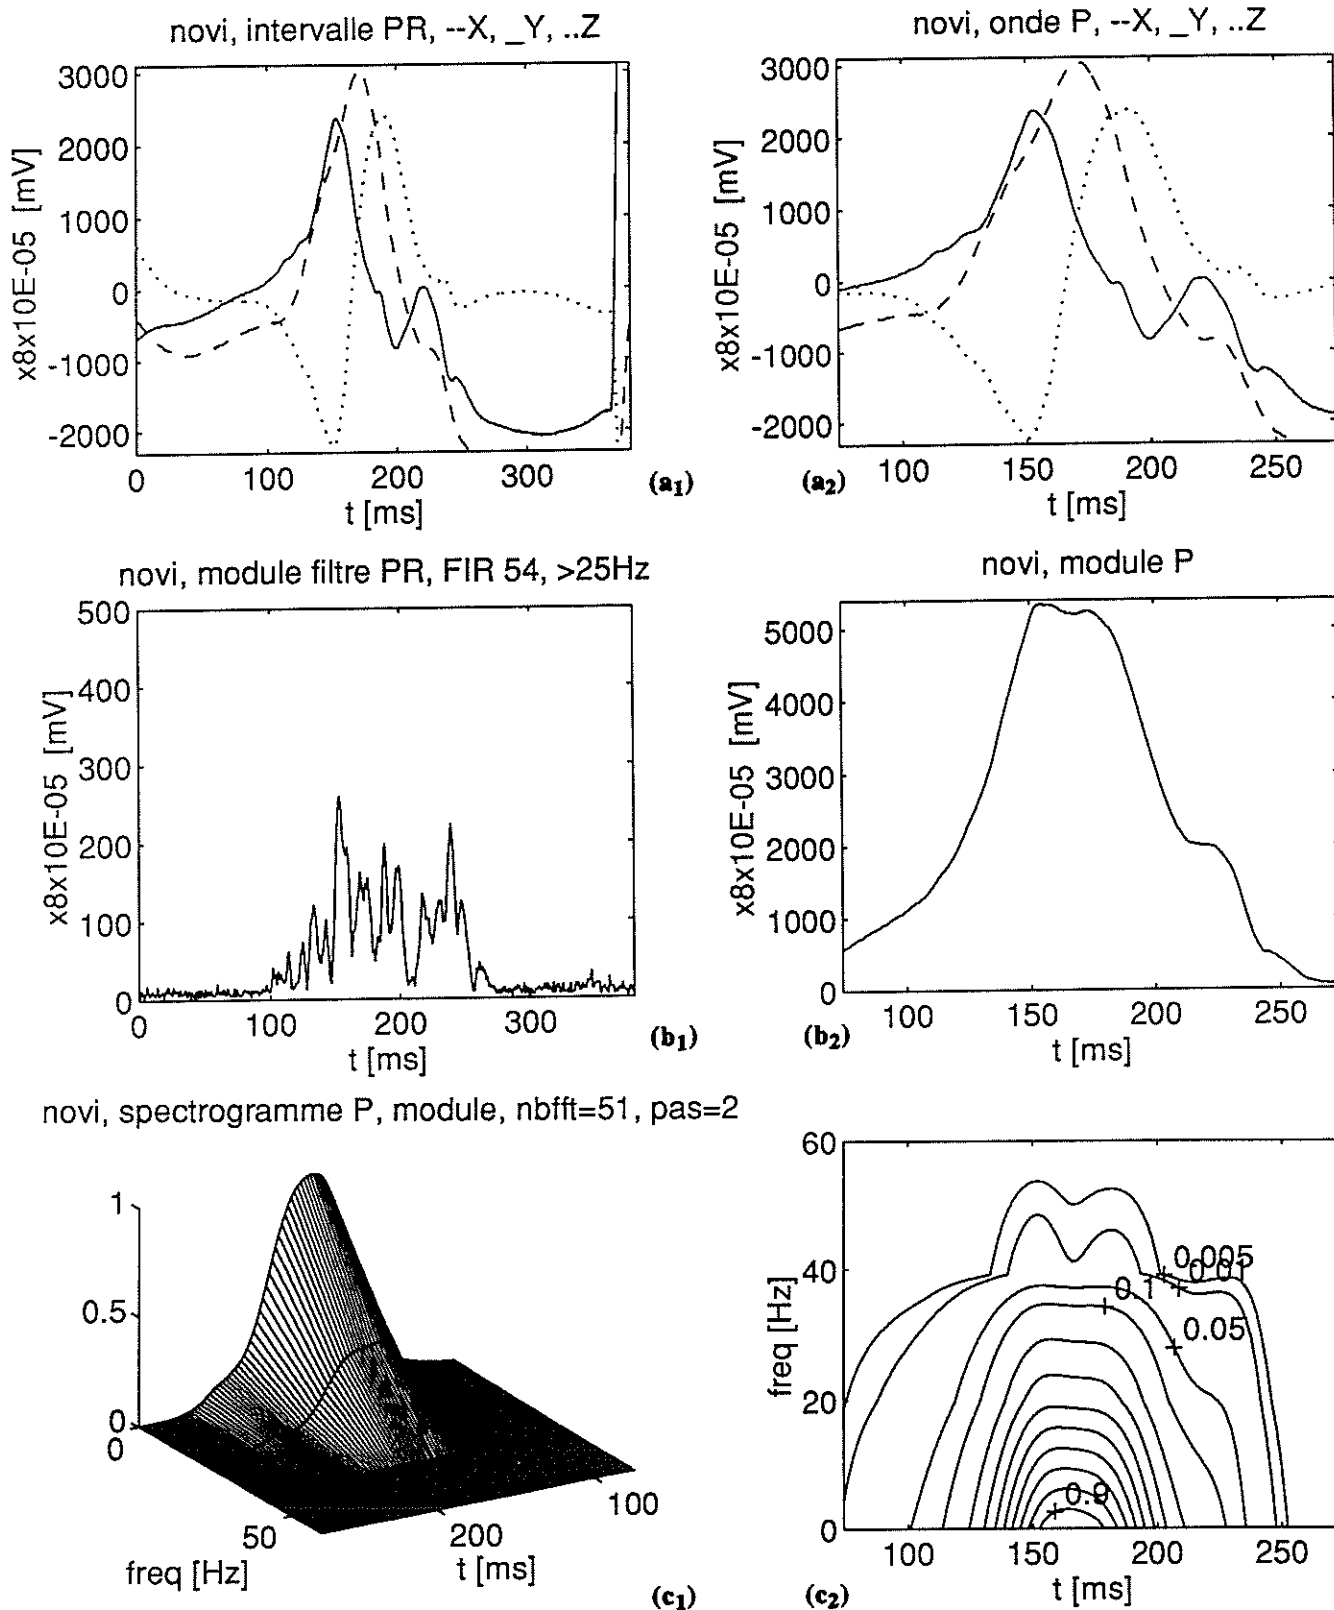 novi, intervalle PR, --X, _Y, ..Z
x8x10E-05 [mV]
3000
2000
1000
0
-1000
-2000
0 100 200 300
t [ms]
(a1)
novi, onde P, --X, _Y, ..Z
x8x10E-05 [mV]
3000
2000
1000
0
-1000
-2000
100 150 200 250
t [ms]
(a2)
novi, module filtre PR, FIR 54, >25Hz
x8x10E-05 [mV]
500
400
300
200
100
0
0 100 200 300
t [ms]
(b1)
novi, module P
x8x10E-05 [mV]
5000
4000
3000
2000
1000
0
100 150 200 250
t [ms]
(b2)
novi, spectrogramme P, module, nbfft=51, pas=2
1
0.5
0
0
50
freq [Hz]
100
200
t [ms]
(c1)
freq [Hz]
60
40
20
0
0.005
0.01
0.1
0.05
0.9
100 150 200 250
t [ms]
(c2)